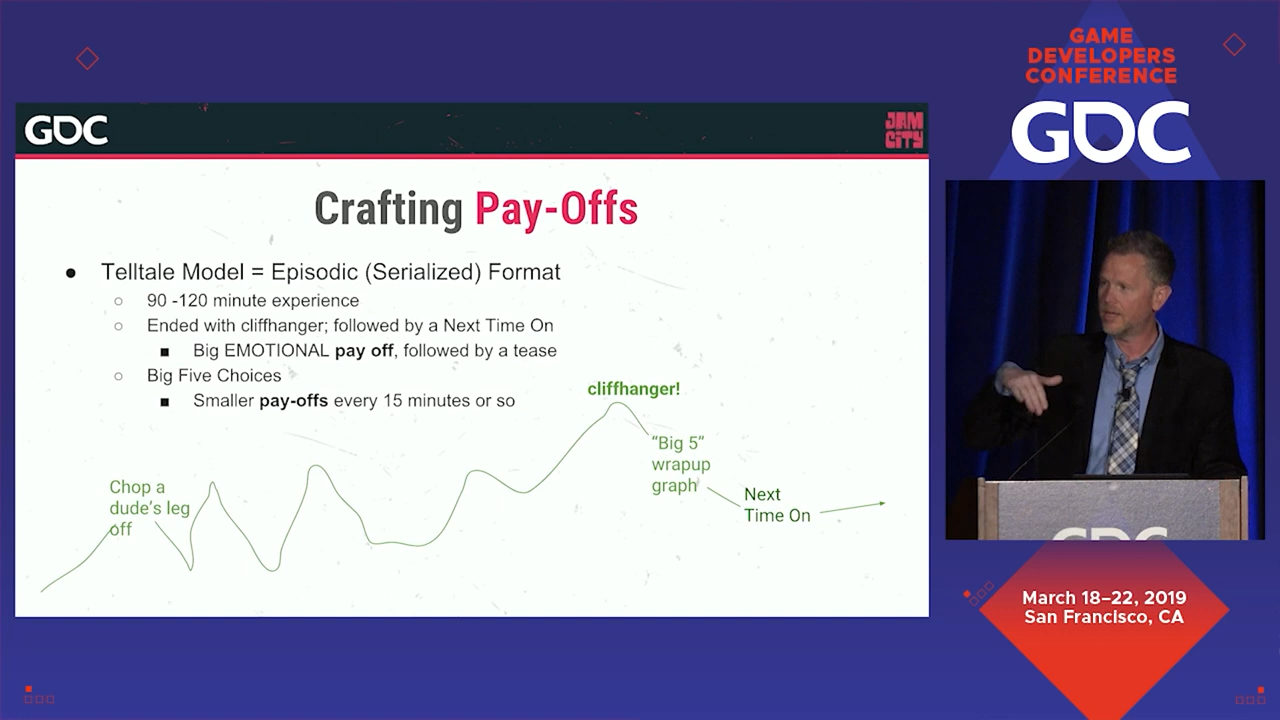 GAME
DEVELOPERS
CONFERENCE
GDC
GDC
JAM
CITY
Crafting Pay-Offs
● Telltale Model = Episodic (Serialized) Format
○ 90 -120 minute experience
○ Ended with cliffhanger; followed by a Next Time On
■ Big EMOTIONAL pay off, followed by a tease
○ Big Five Choices
■ Smaller pay-offs every 15 minutes or so
cliffhanger!
"Big 5"
wrapup
graph
Chop a
dude's leg
off
Next
Time On
GDC
March 18–22, 2019
San Francisco, CA